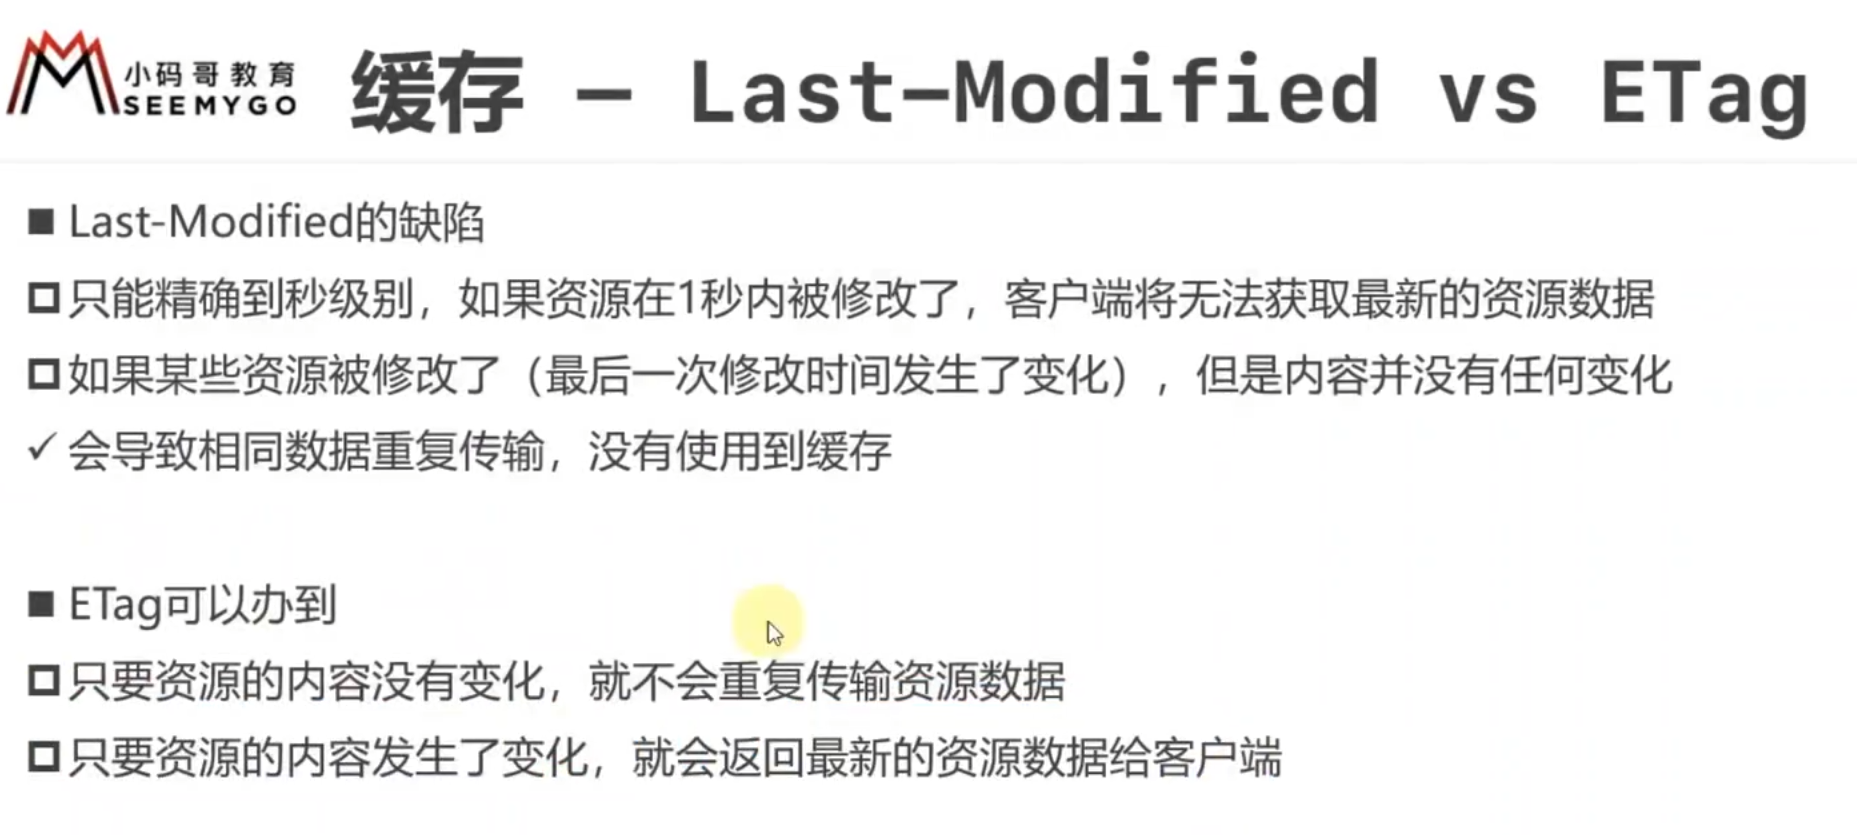 小码哥教育
SEEMYGO
缓存 - Last-Modified vs ETag
Last-Modified的缺陷
只能精确到秒级别，如果资源在1秒内被修改了，客户端将无法获取最新的资源数据
如果某些资源被修改了（最后一次修改时间发生了变化），但是内容并没有任何变化
✓ 会导致相同数据重复传输，没有使用到缓存
ETag可以办到
只要资源的内容没有变化，就不会重复传输资源数据
只要资源的内容发生了变化，就会返回最新的资源数据给客户端